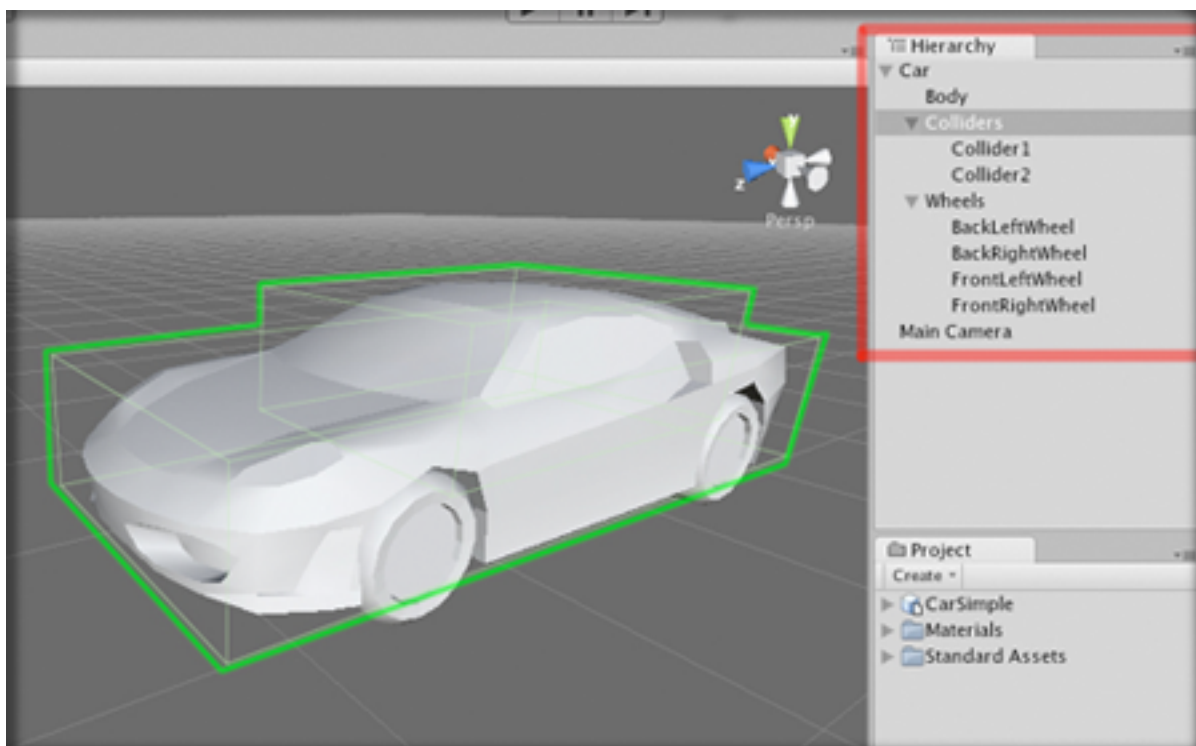 Hierarchy
Car
Body
Colliders
Collider1
Collider2
Wheels
BackLeftWheel
BackRightWheel
FrontLeftWheel
FrontRightWheel
Main Camera
y
z
Persp
Project
Create
CarSimple
Materials
Standard Assets